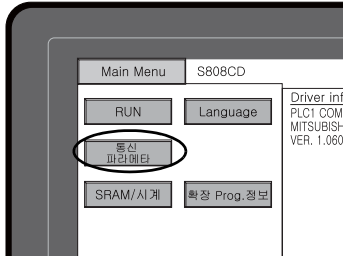 Main Menu S808CD
RUN Language Driver inf
PLC1 COM
MITSUBISH
VER. 1.060
통신
파라메타
SRAM/시계 확장 Prog.정보